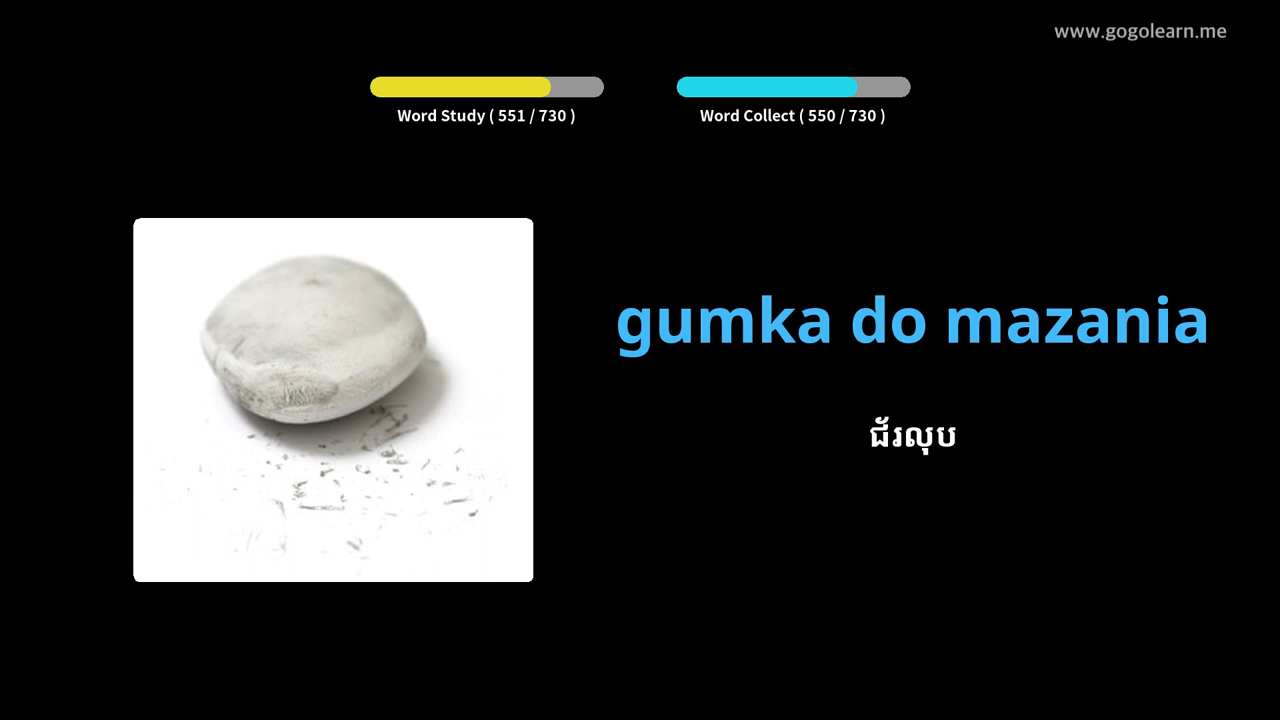 www.gogolearn.me
Word Study ( 551 / 730 )
Word Collect ( 550 / 730 )
gumka do mazania
ជ័រលុប